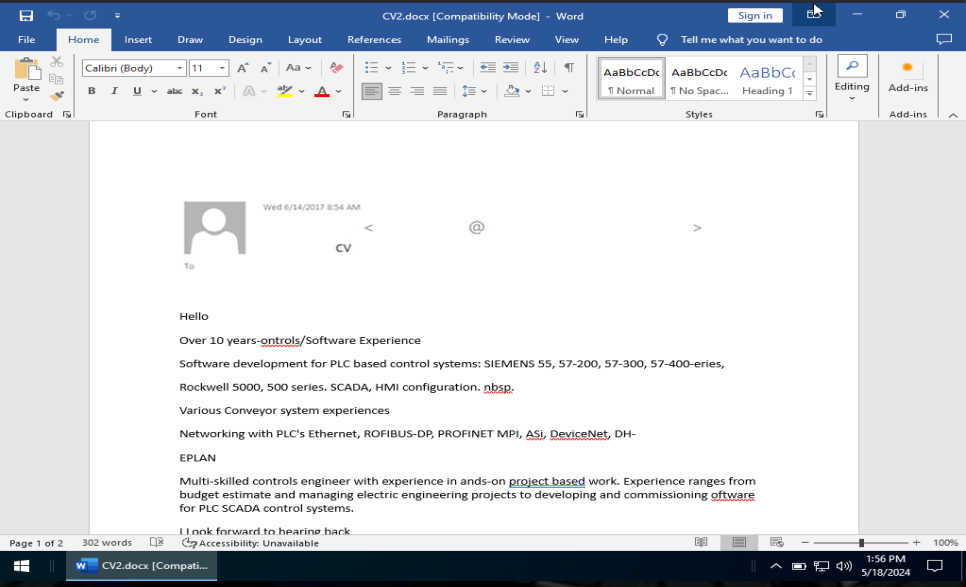 CV2.docx [Compatibility Mode] - Word
Sign in
File Home Insert Draw Design Layout References Mailings Review View Help Tell me what you want to do
Calibri (Body) 11 Aa
AaBbCcDc AaBbCcDc AaBbCc
Paste B I U abc x₂ x² A A ¶ Normal ¶ No Spac... Heading 1 Editing Add-ins
Clipboard Font Paragraph Styles Add-ins
Wed 6/14/2017 8:54 AM
< @ >
CV
To
Hello
Over 10 years-ontrols/Software Experience
Software development for PLC based control systems: SIEMENS 55, 57-200, 57-300, 57-400-eries,
Rockwell 5000, 500 series. SCADA, HMI configuration. nbsp.
Various Conveyor system experiences
Networking with PLC's Ethernet, ROFIBUS-DP, PROFINET MPI, ASi, DeviceNet, DH-
EPLAN
Multi-skilled controls engineer with experience in ands-on project based work. Experience ranges from
budget estimate and managing electric engineering projects to developing and commissioning oftware
for PLC SCADA control systems.
I Look forward to hearing back
Page 1 of 2 302 words Accessibility: Unavailable 100%
CV2.docx [Compati... 1:56 PM
5/18/2024